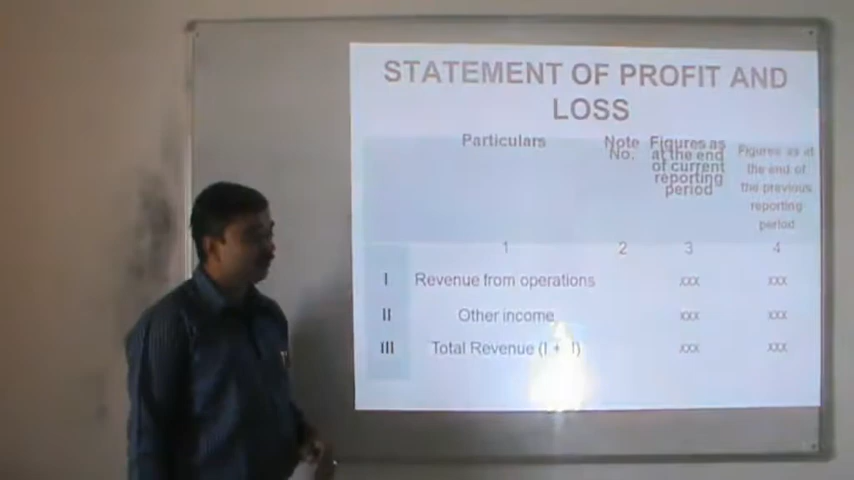 STATEMENT OF PROFIT AND
LOSS
Particulars
Note
No.
Figures as
at the end
of current
reporting
period
Figures as at
the end of
the previous
reporting
period
1 2 3 4
I Revenue from operations xxx xxx
II Other income xxx xxx
III Total Revenue (I + I) xxx xxx